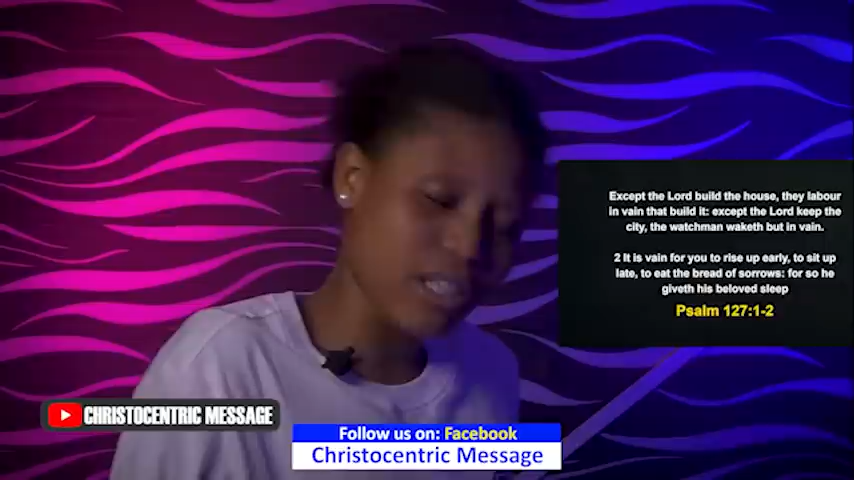 Except the Lord build the house, they labour
in vain that build it: except the Lord keep the
city, the watchman waketh but in vain.
2 It is vain for you to rise up early, to sit up
late, to eat the bread of sorrows: for so he
giveth his beloved sleep
Psalm 127:1-2
CHRISTOCENTRIC MESSAGE
Follow us on: Facebook
Christocentric Message